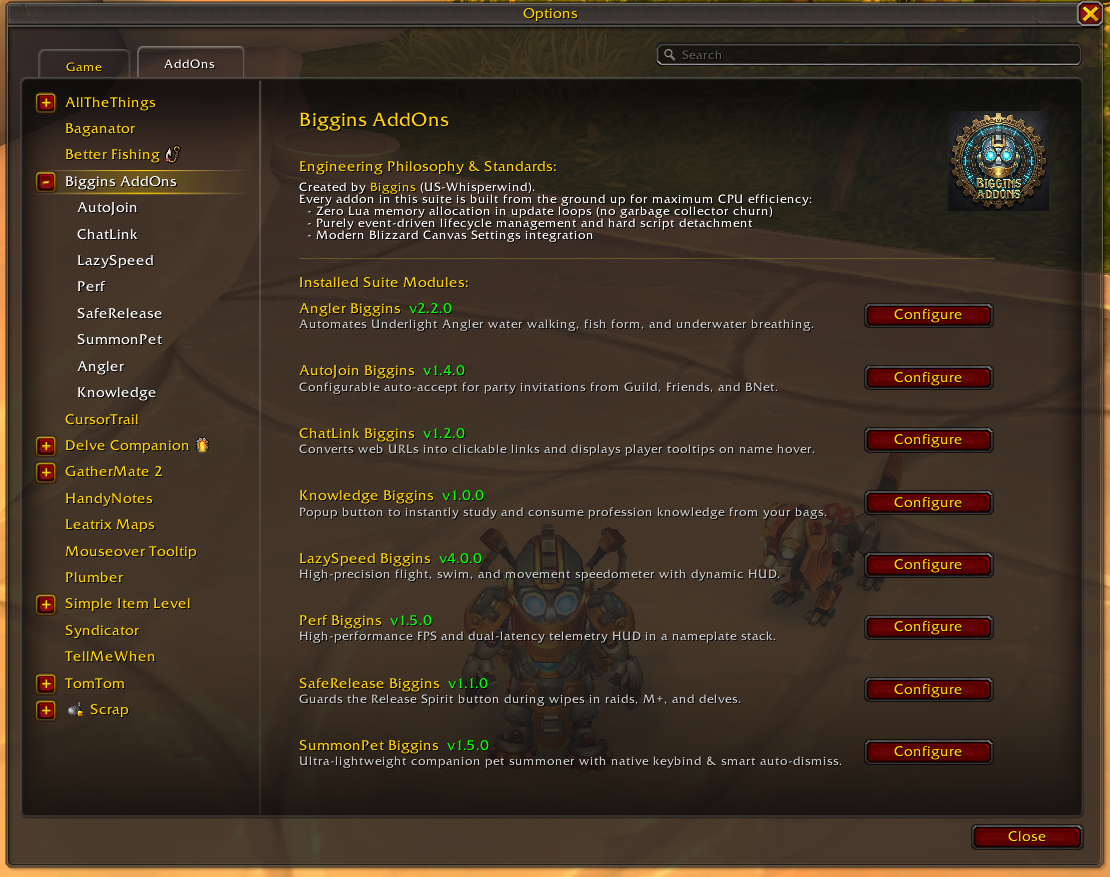 Options
Game
AddOns
Search
AllTheThings
Baganator
Better Fishing
Biggins AddOns
AutoJoin
ChatLink
LazySpeed
Perf
SafeRelease
SummonPet
Angler
Knowledge
CursorTrail
Delve Companion
GatherMate 2
HandyNotes
Leatrix Maps
Mouseover Tooltip
Plumber
Simple Item Level
Syndicator
TellMeWhen
TomTom
Scrap
Biggins AddOns
BIGGINS
ADDONS
Engineering Philosophy & Standards:
Created by Biggins (US-Whisperwind).
Every addon in this suite is built from the ground up for maximum CPU efficiency:
- Zero Lua memory allocation in update loops (no garbage collector churn)
- Purely event-driven lifecycle management and hard script detachment
- Modern Blizzard Canvas Settings integration
Installed Suite Modules:
Angler Biggins v2.2.0
Automates Underlight Angler water walking, fish form, and underwater breathing.
Configure
AutoJoin Biggins v1.4.0
Configurable auto-accept for party invitations from Guild, Friends, and BNet.
Configure
ChatLink Biggins v1.2.0
Converts web URLs into clickable links and displays player tooltips on name hover.
Configure
Knowledge Biggins v1.0.0
Popup button to instantly study and consume profession knowledge from your bags.
Configure
LazySpeed Biggins v4.0.0
High-precision flight, swim, and movement speedometer with dynamic HUD.
Configure
Perf Biggins v1.5.0
High-performance FPS and dual-latency telemetry HUD in a nameplate stack.
Configure
SafeRelease Biggins v1.1.0
Guards the Release Spirit button during wipes in raids, M+, and delves.
Configure
SummonPet Biggins v1.5.0
Ultra-lightweight companion pet summoner with native keybind & smart auto-dismiss.
Configure
Close